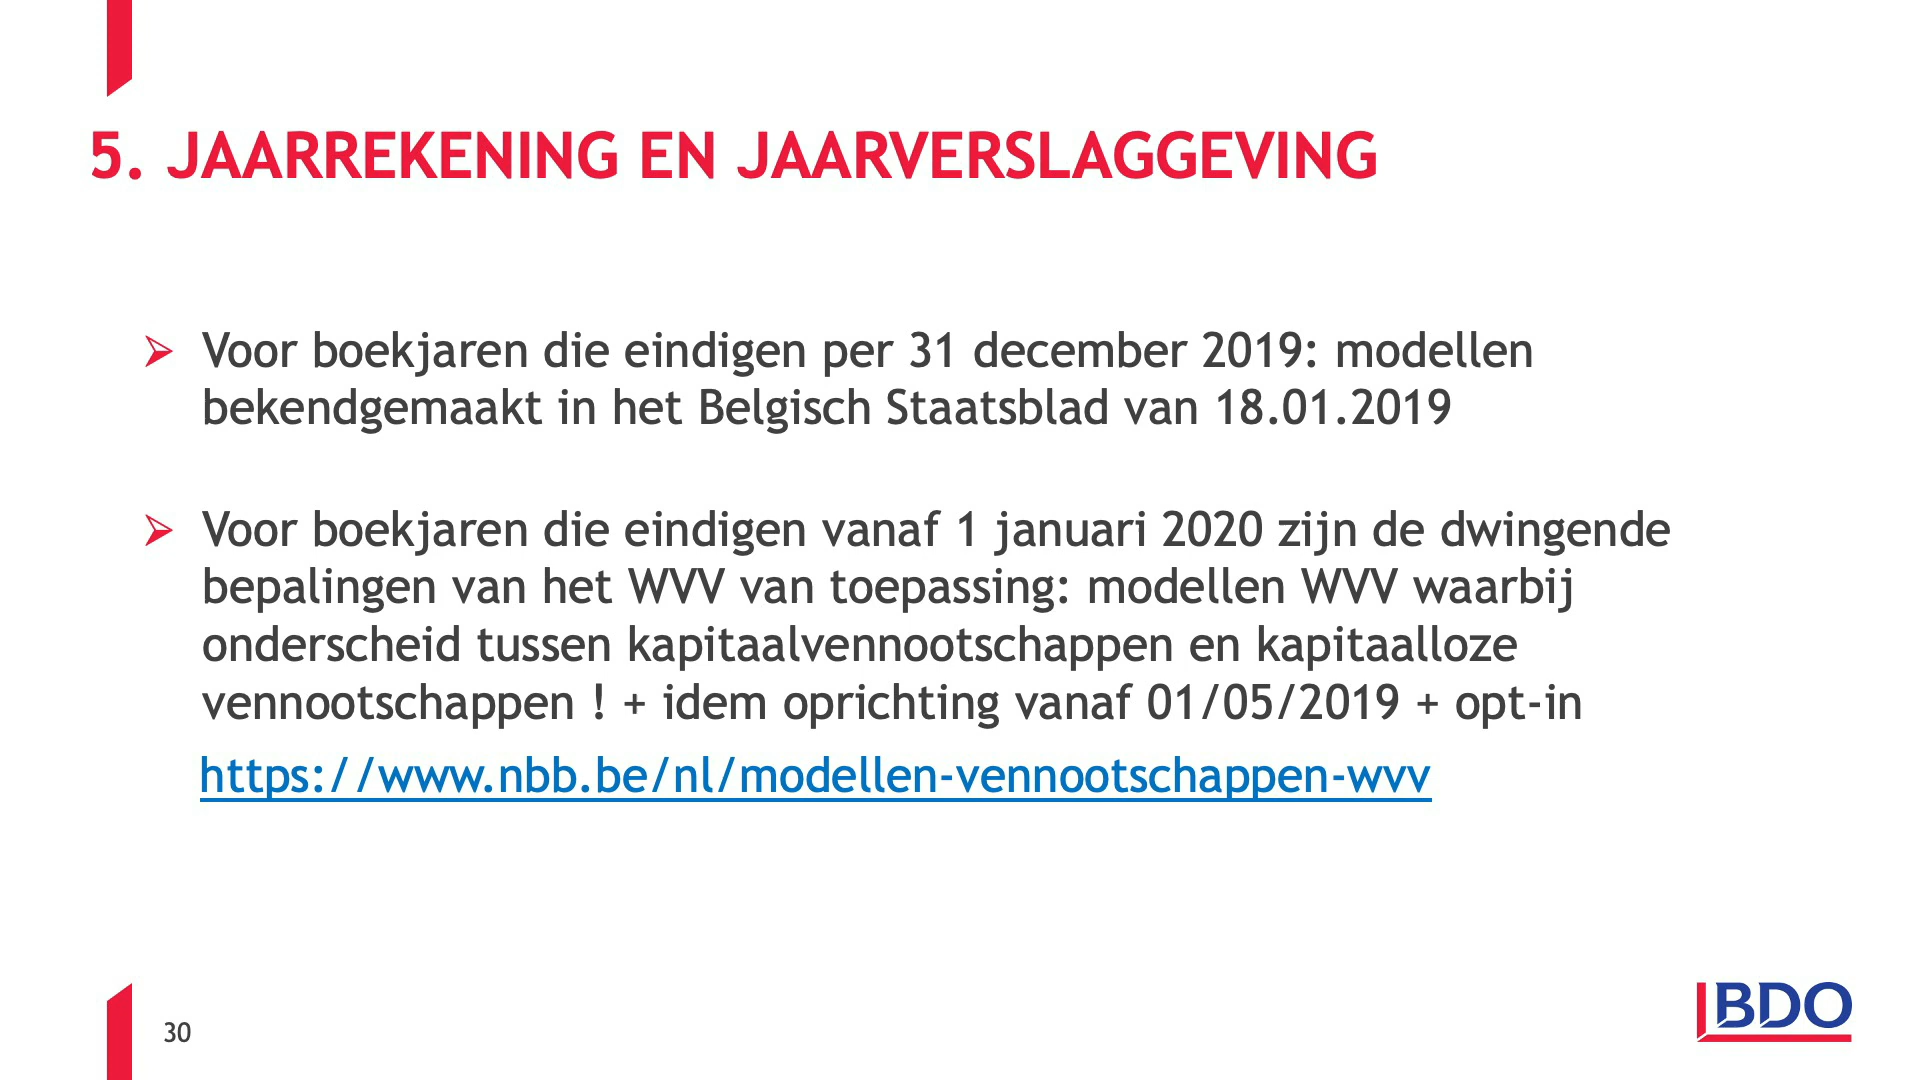 5. JAARREKENING EN JAARVERSLAGGEVING
Voor boekjaren die eindigen per 31 december 2019: modellen
bekendgemaakt in het Belgisch Staatsblad van 18.01.2019
Voor boekjaren die eindigen vanaf 1 januari 2020 zijn de dwingende
bepalingen van het WVV van toepassing: modellen WVV waarbij
onderscheid tussen kapitaalvennootschappen en kapitaalloze
vennootschappen ! + idem oprichting vanaf 01/05/2019 + opt-in
https://www.nbb.be/nl/modellen-vennootschappen-wvv
30
BDO